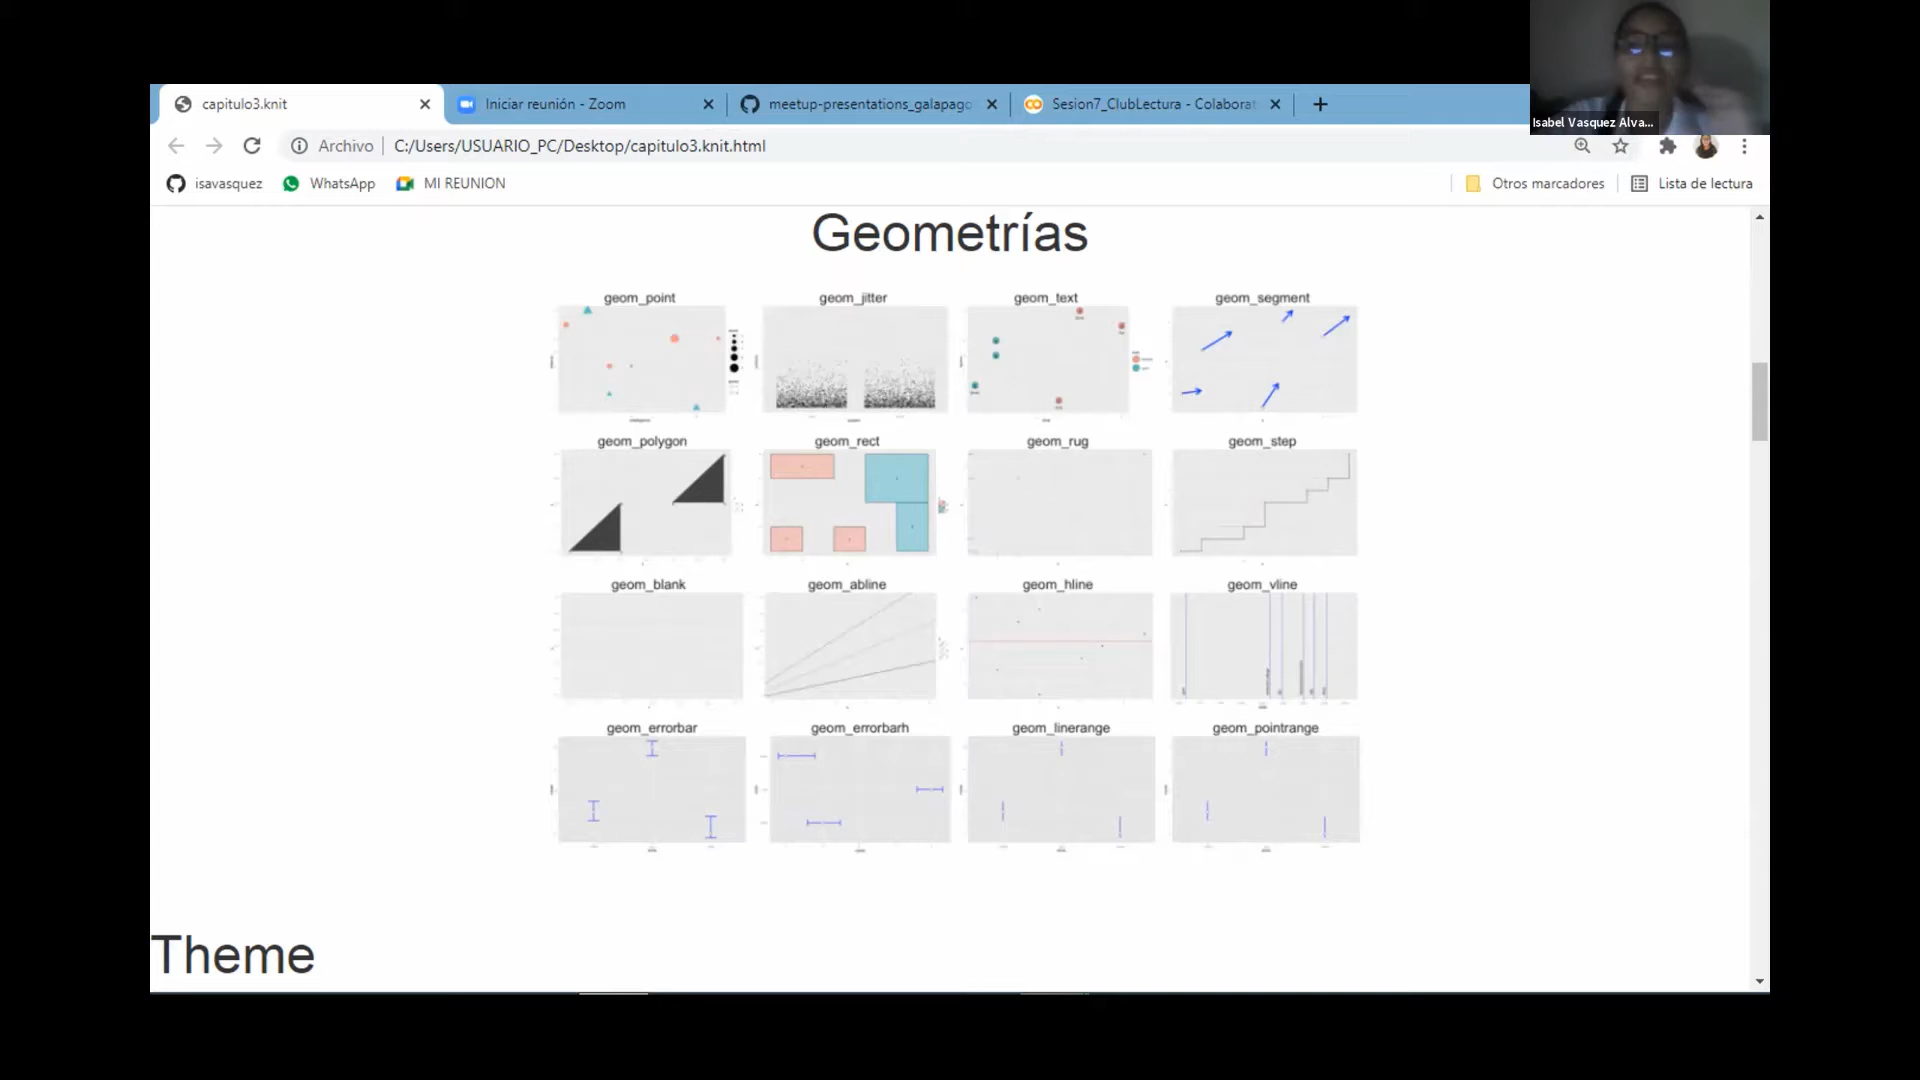 capitulo3.knit
Iniciar reunión - Zoom
meetup-presentations_galapago
Sesion7_ClubLectura - Colaborat
Isabel Vasquez Alva...
Archivo
C:/Users/USUARIO_PC/Desktop/capitulo3.knit.html
isavasquez
WhatsApp
MI REUNION
Otros marcadores
Lista de lectura
Geometrías
geom_point
geom_jitter
geom_text
geom_segment
geom_polygon
geom_rect
geom_rug
geom_step
geom_blank
geom_abline
geom_hline
geom_vline
geom_errorbar
geom_errorbarh
geom_linerange
geom_pointrange
Theme